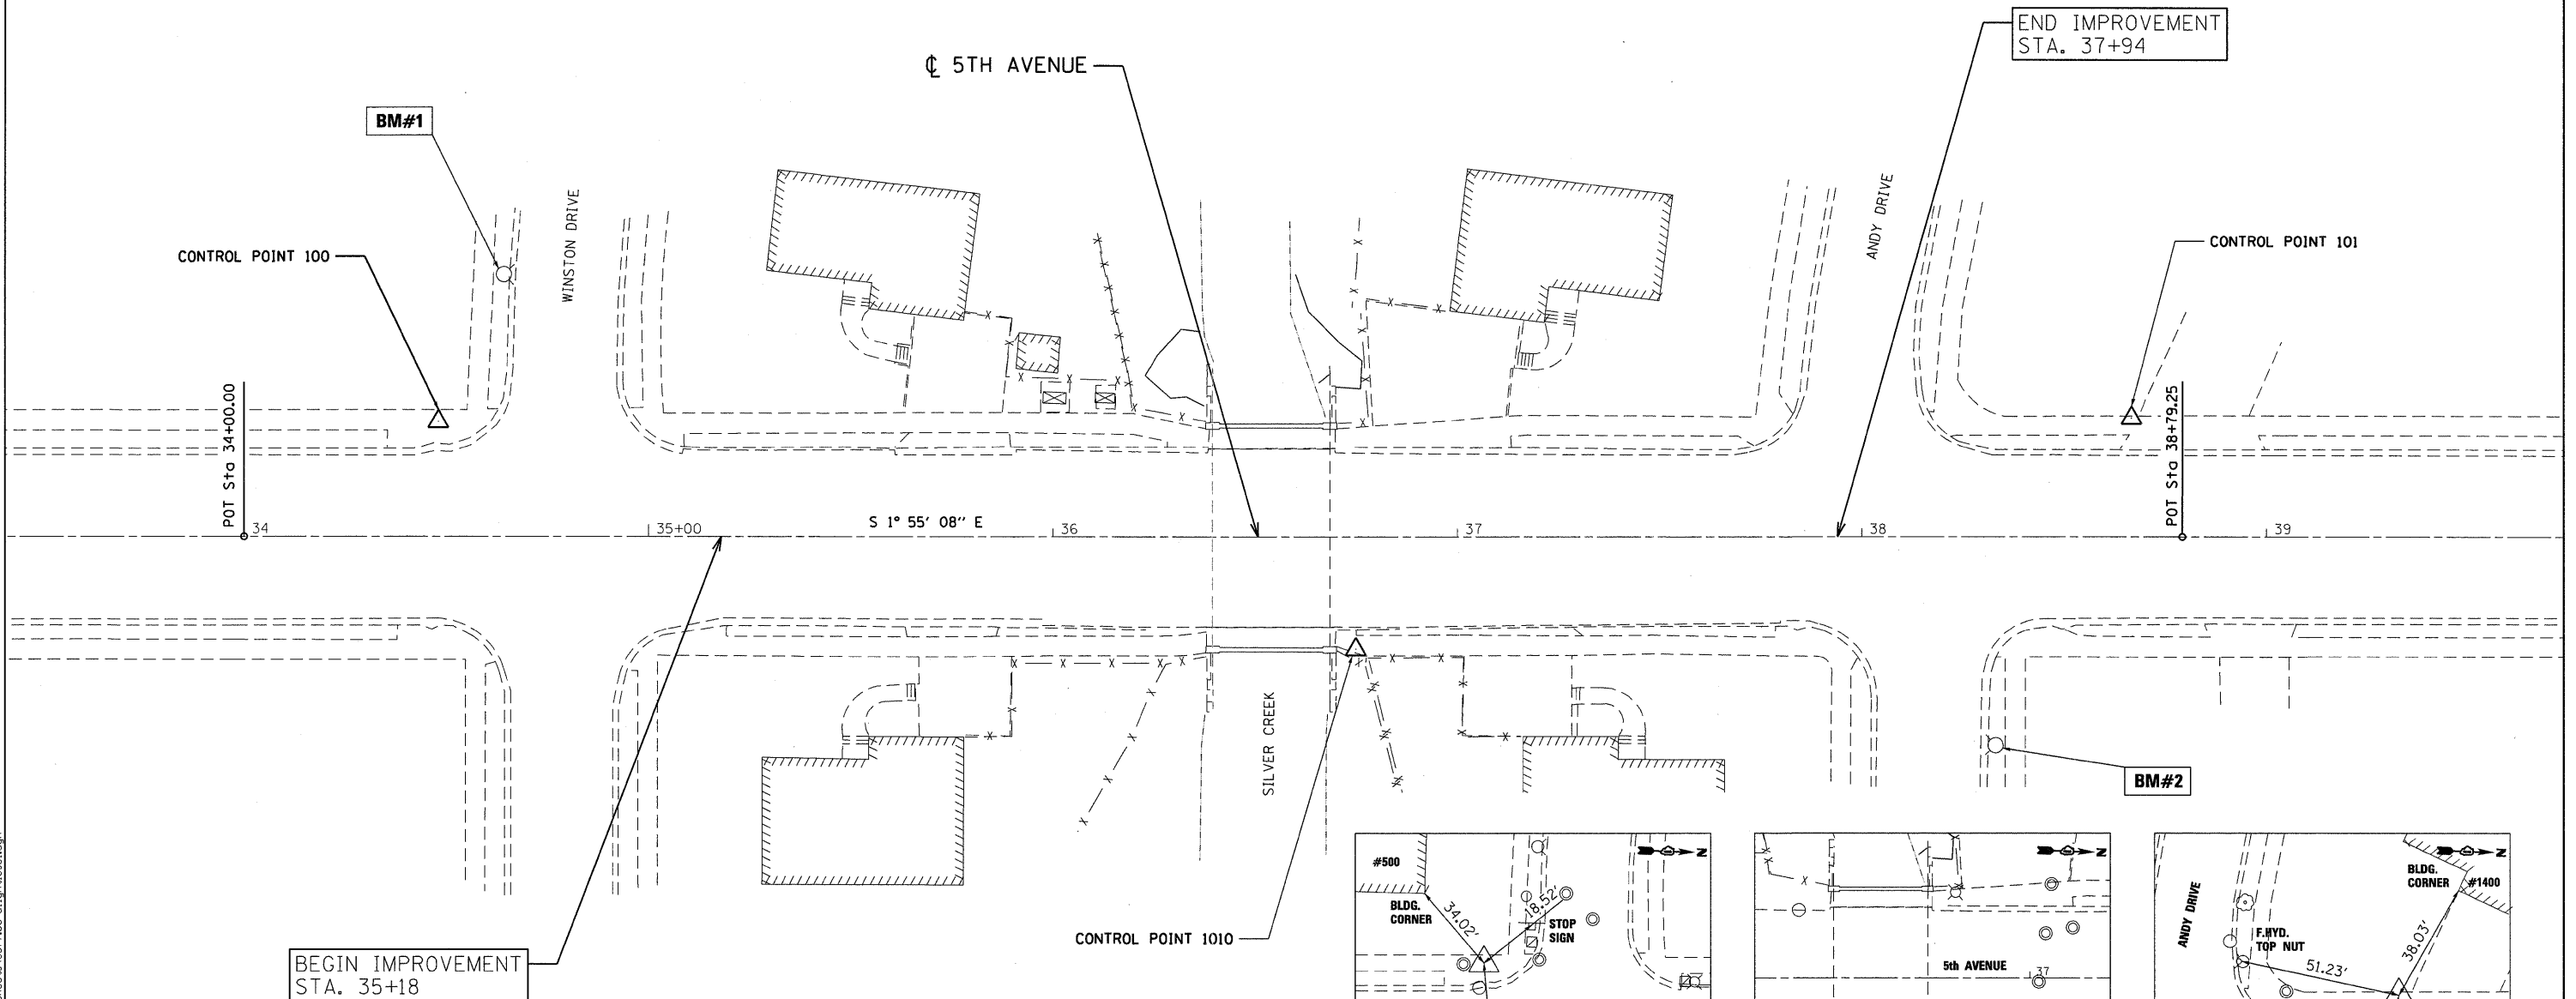 END IMPROVEMENT
STA. 37+94
℄ 5TH AVENUE
BM#1
WINSTON DRIVE
ANDY DRIVE
CONTROL POINT 100
CONTROL POINT 101
POT Sta 34+00.00
POT Sta 38+79.25
34
35+00
S 1° 55' 08" E
36
37
38
39
SILVER CREEK
BM#2
CONTROL POINT 1010
BEGIN IMPROVEMENT
STA. 35+18
#500
BLDG.
CORNER
34.02'
18.52'
STOP
SIGN
N
N
5th AVENUE
37
N
BLDG.
CORNER
#1400
ANDY DRIVE
F.HYD.
TOP NUT
51.23'
38.03'